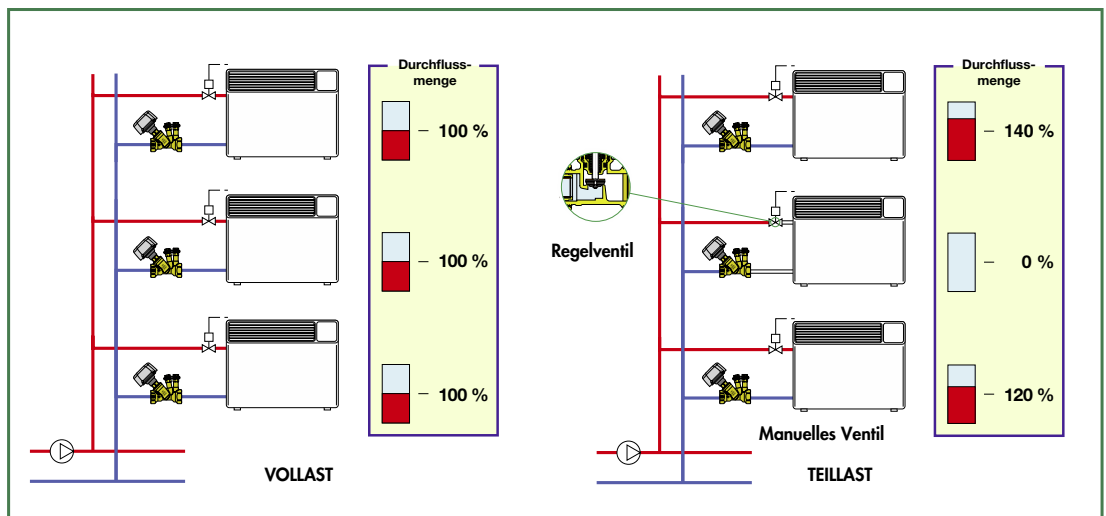 Durchfluss-
menge
100 %
100 %
100 %
VOLLAST
Regelventil
Manuelles Ventil
TEILLAST
Durchfluss-
menge
140 %
0 %
120 %